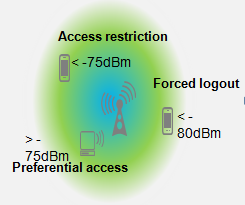 Access restriction
< -75dBm
Forced logout
< -
80dBm
> -
75dBm
Preferential access